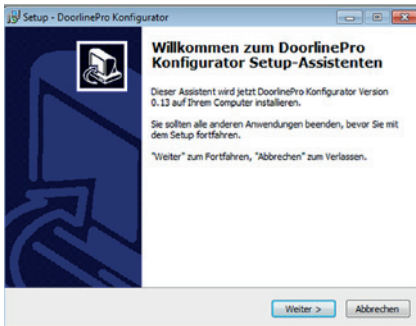 Setup - DoorlinePro Konfigurator
Willkommen zum DoorlinePro
Konfigurator Setup-Assistenten
Dieser Assistent wird jetzt DoorlinePro Konfigurator Version
0.13 auf Ihrem Computer installieren.
Sie sollten alle anderen Anwendungen beenden, bevor Sie mit
dem Setup fortfahren.
"Weiter" zum Fortfahren, "Abbrechen" zum Verlassen.
Weiter >
Abbrechen